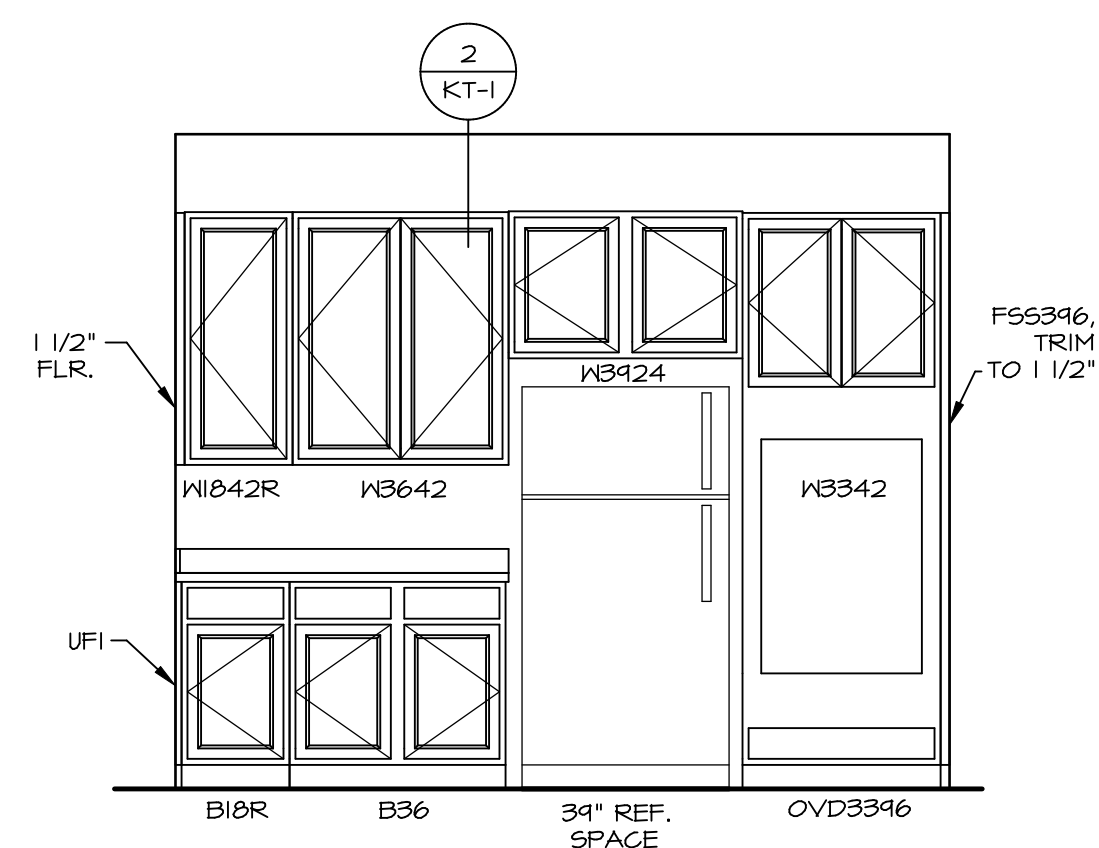 2
KT-1
1 1/2"
FLR.
FSS396,
TRIM
TO 1 1/2"
W3924
W1842R
W3642
W3342
UF1
B18R
B36
39" REF.
SPACE
OVD3396